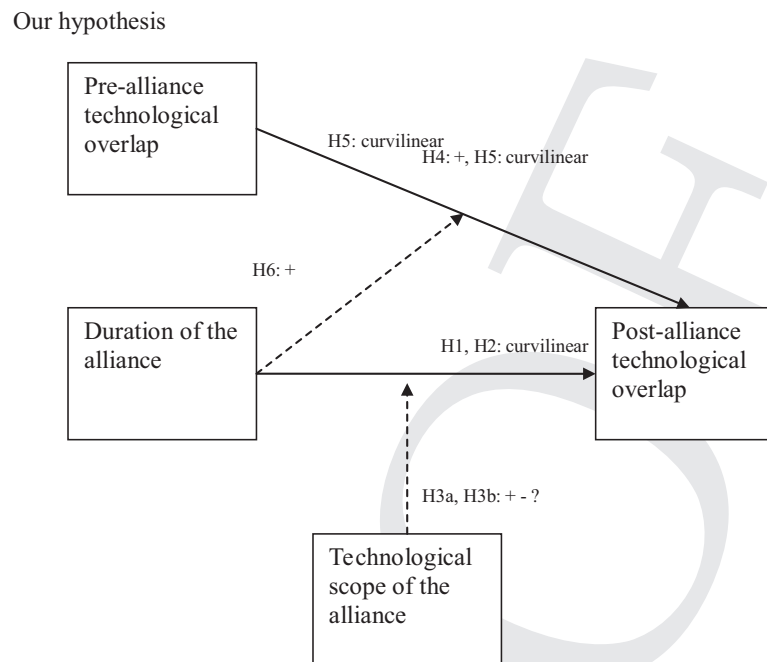 Our hypothesis
Pre-alliance
technological
overlap
H5: curvilinear
H4: +, H5: curvilinear
H6: +
Duration of the
alliance
H1, H2: curvilinear
Post-alliance
technological
overlap
H3a, H3b: + - ?
Technological
scope of the
alliance